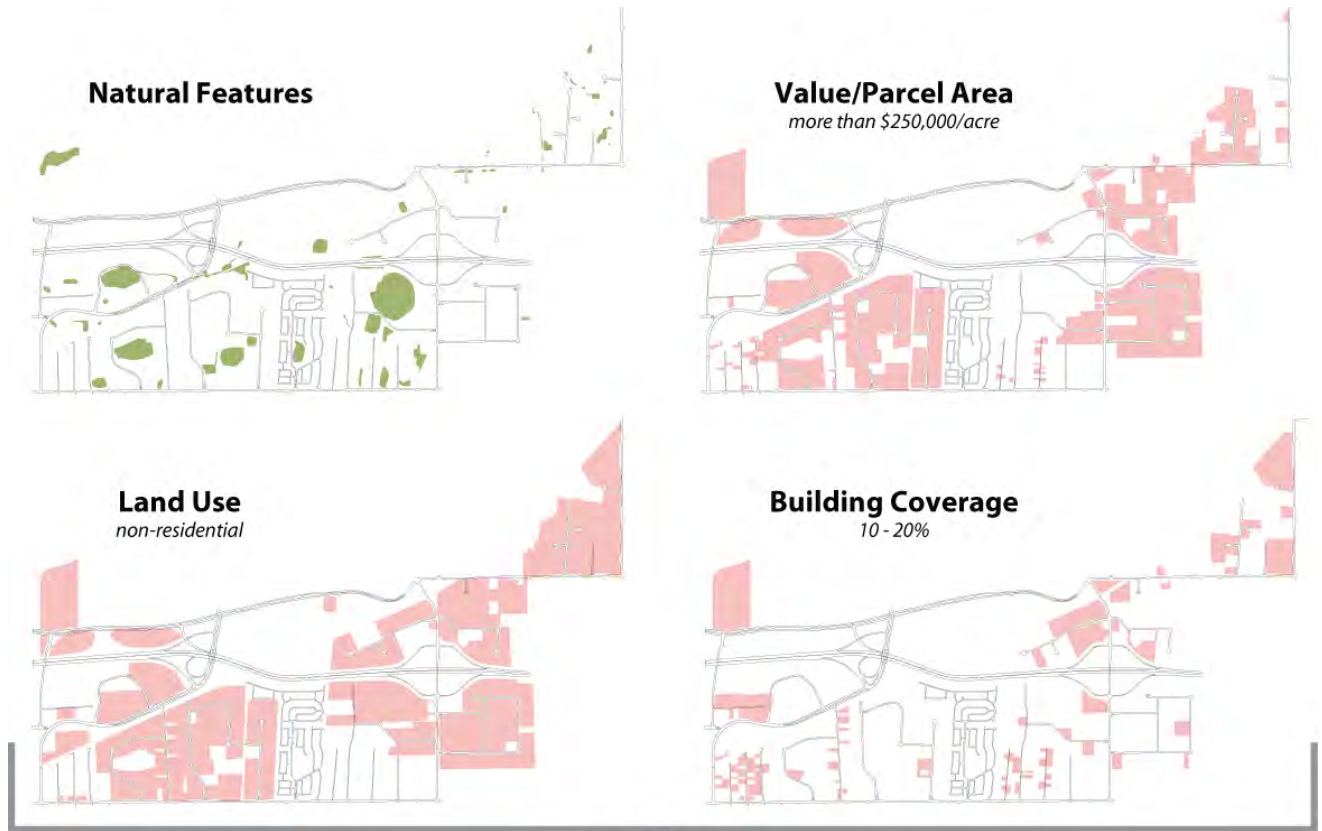 Natural Features
Value/Parcel Area
more than $250,000/acre
Land Use
non-residential
Building Coverage
10 - 20%